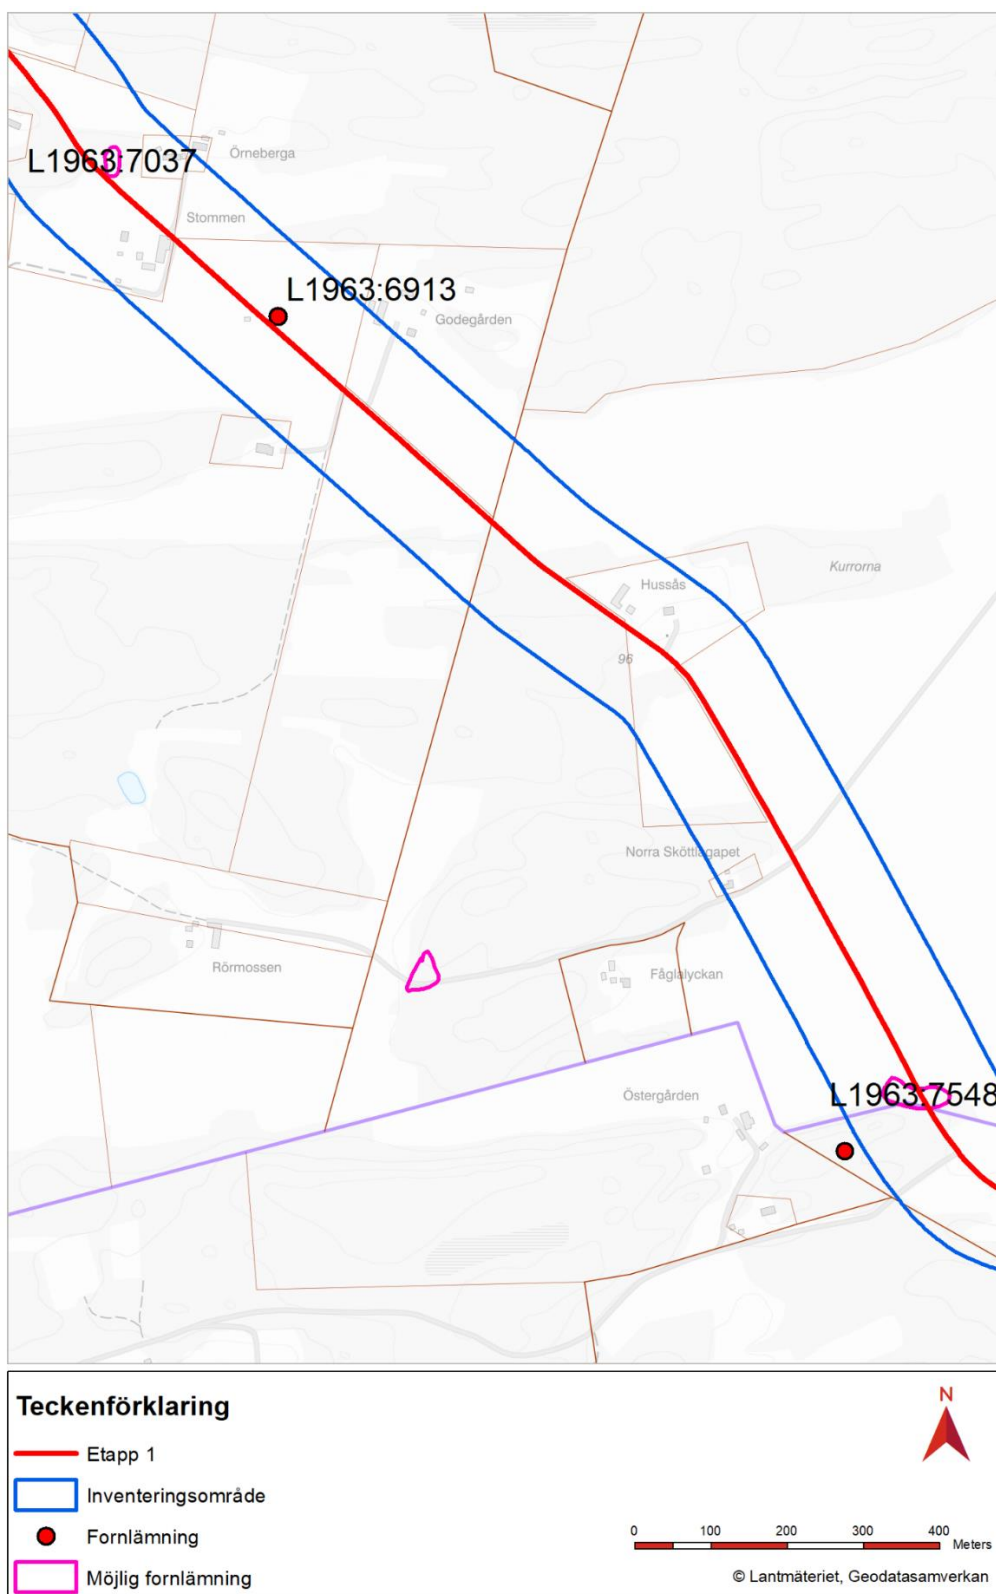 Örneberga
L1963:7037
Stommen
L1963:6913
Godegården
Hussås
Kurrorna
96
Norra Sköttlagapet
Rörmossen
Fåglalyckan
Östergården
L1963:7548
Teckenförklaring
N
Etapp 1
Inventeringsområde
Fornlämning
Möjlig fornlämning
0 100 200 300 400
Meters
© Lantmäteriet, Geodatasamverkan